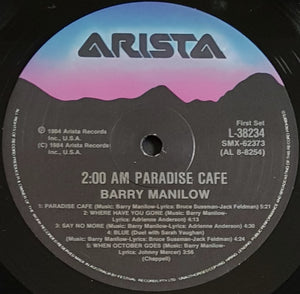 ARISTA
First Set
L-38234
SMX-62373
(AL 8-8254)
℗ 1984 Arista Records
Inc., U.S.A.
(C) 1984 Arista Records
Inc., U.S.A.
2:00 AM PARADISE CAFE
BARRY MANILOW
1: PARADISE CAFE (Music: Barry Manilow-Lyrics: Bruce Sussman-Jack Feldman) 5:21
2: WHERE HAVE YOU GONE (Music: Barry Manilow-
Lyrics: Adrienne Anderson) 4:13
3: SAY NO MORE (Music: Barry Manilow-Lyrics: Adrienne Anderson) 4:30
4: BLUE (Duet with Sarah Vaughan)
(Music: Barry Manilow-Lyrics: Bruce Sussman-Jack Feldman) 5:58
5: WHEN OCTOBER GOES (Music: Barry Manilow-
Lyrics: Johnny Mercer) 3:56
(Chappell)